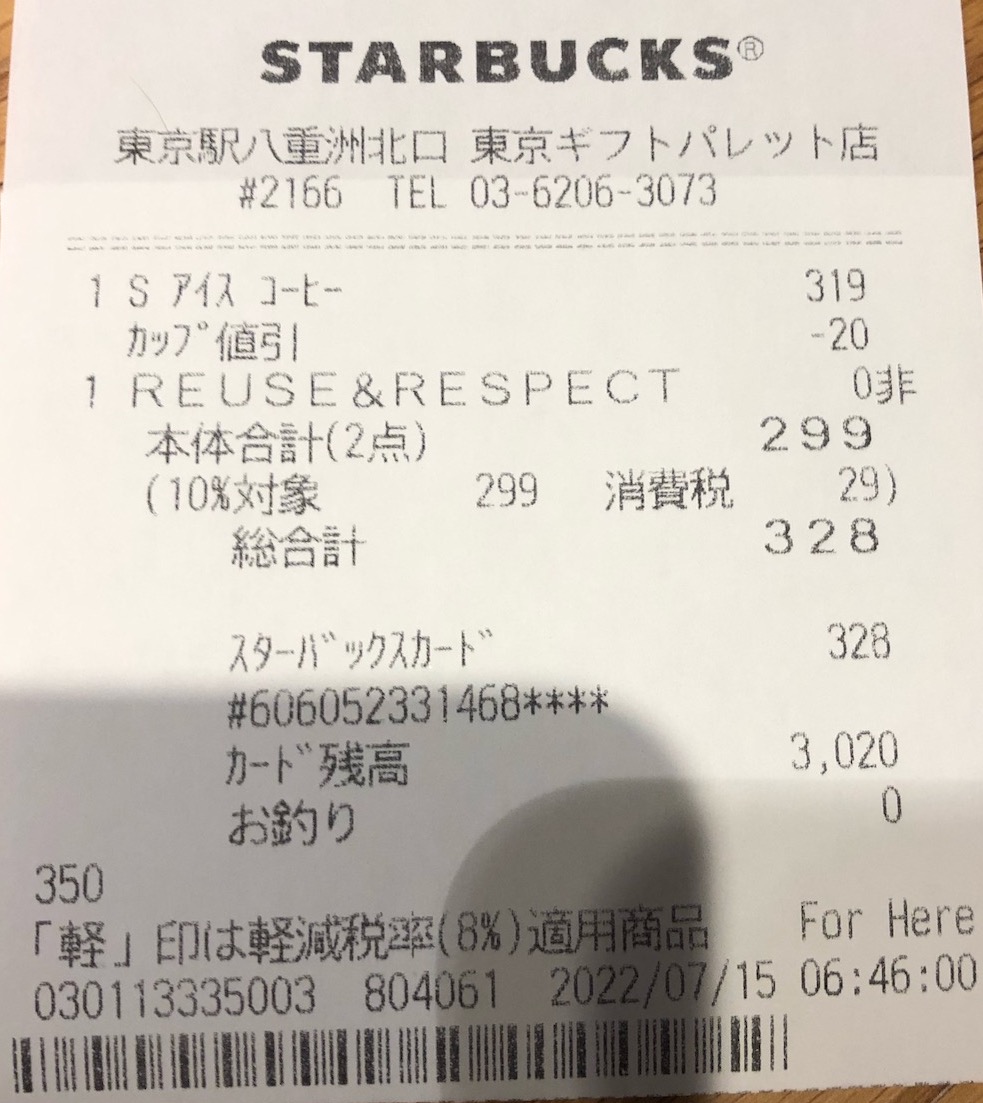 STARBUCKS®
東京駅八重洲北口 東京ギフトパレット店
#2166 TEL 03-6206-3073
1 S ｱｲｽ ｺｰﾋｰ 319
ｶｯﾌﾟ値引 -20
1 REUSE&RESPECT 0非
本体合計(2点) 299
(10%対象 299 消費税 29)
総合計 328
ｽﾀｰﾊﾞｯｸｽｶｰﾄﾞ 328
#606052331468****
ｶｰﾄﾞ残高 3,020
お釣り 0
350
「軽」印は軽減税率(8%)適用商品 For Here
030113335003 804061 2022/07/15 06:46:00